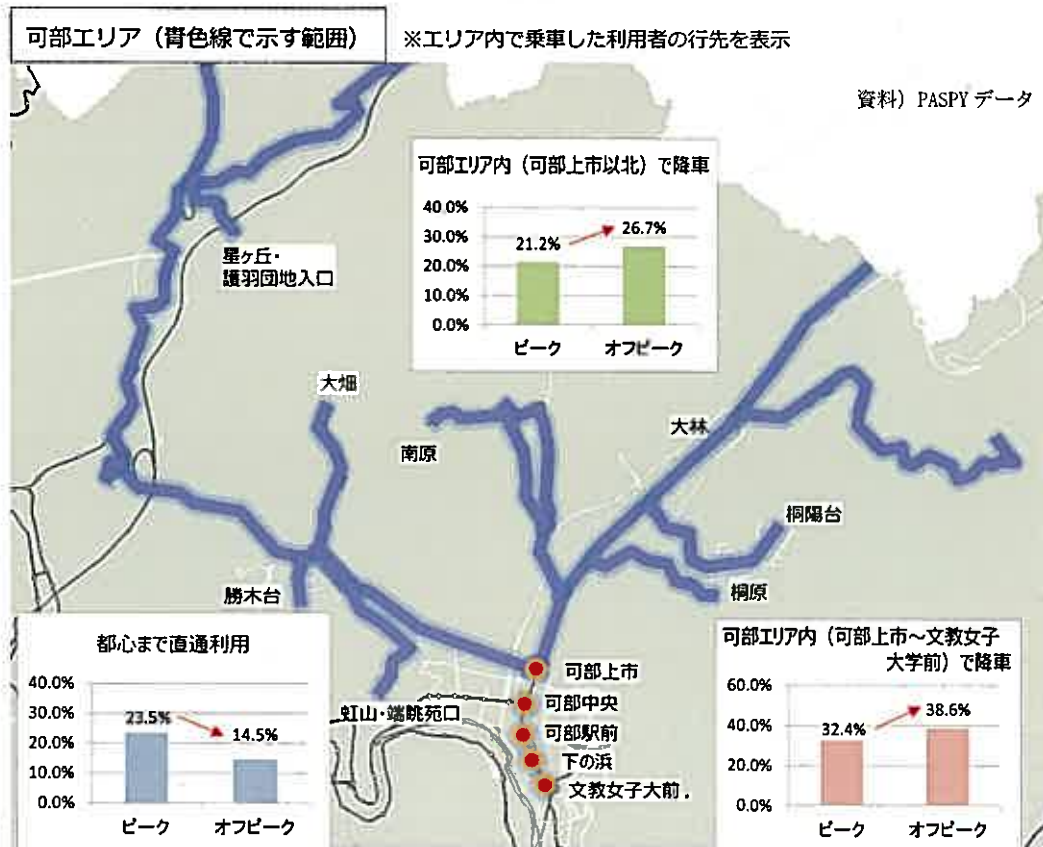 可部エリア（青色線で示す範囲）
※エリア内で乗車した利用者の行先を表示
資料）PASPYデータ
可部エリア内（可部上市以北）で降車
40.0%
30.0%
20.0%
10.0%
0.0%
21.2%
26.7%
ピーク
オフピーク
星ヶ丘・
護羽団地入口
大畑
南原
大林
桐陽台
桐原
勝木台
虹山・端眺苑口
可部上市
可部中央
可部駅前
下の浜
文教女子大前.
都心まで直通利用
40.0%
30.0%
20.0%
10.0%
0.0%
23.5%
14.5%
ピーク
オフピーク
可部エリア内（可部上市～文教女子
大学前）で降車
60.0%
40.0%
20.0%
0.0%
32.4%
38.6%
ピーク
オフピーク